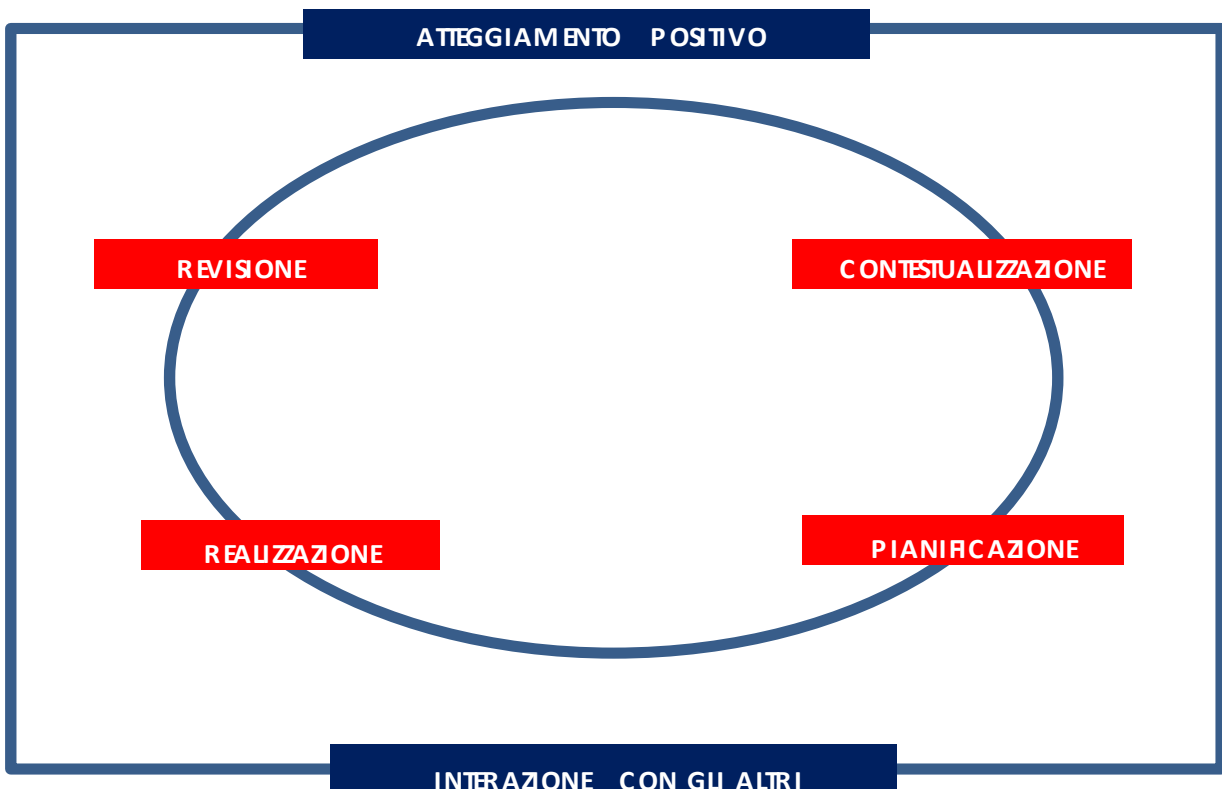 ATTEGGIAMENTO POSITIVO
REVISIONE
CONTESTUALIZZAZIONE
REALIZZAZIONE
PIANIFICAZIONE
INTERAZIONE CON GLI ALTRI